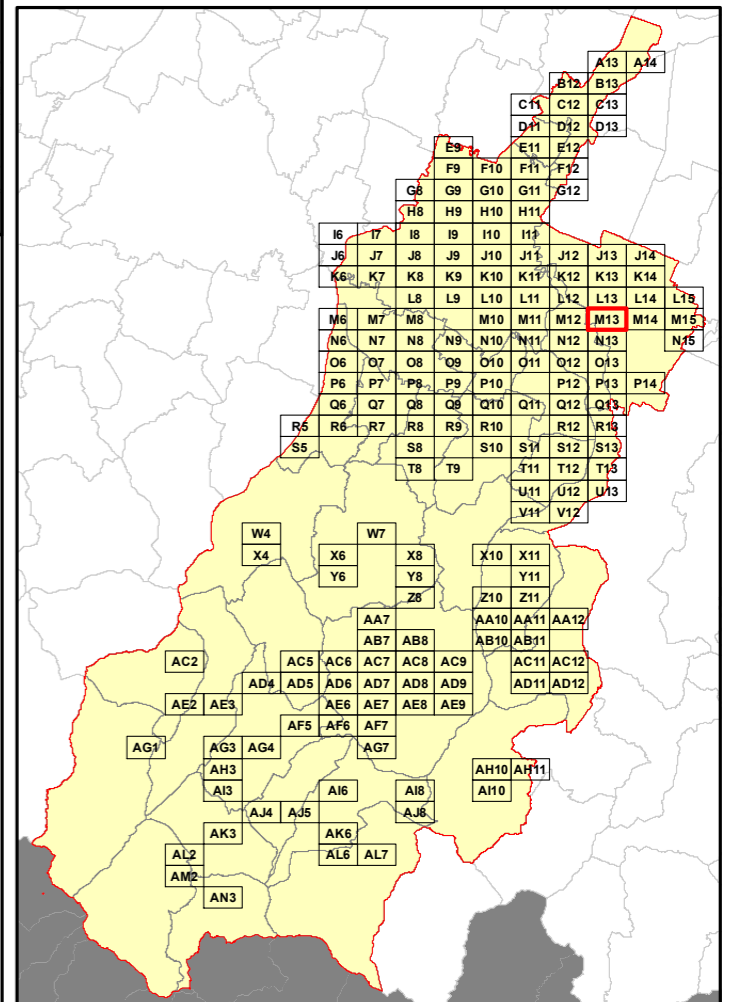 A13 A14
B12 B13
C11 C12 C13
D11 D12 D13
E9 E11 E12
F9 F10 F11 F12
G8 G9 G10 G11 G12
H8 H9 H10 H11
I6 I7 I8 I9 I10 I11
J6 J7 J8 J9 J10 J11 J12 J13 J14
K6 K7 K8 K9 K10 K11 K12 K13 K14
L8 L9 L10 L11 L12 L13 L14 L15
M6 M7 M8 M10 M11 M12 M13 M14 M15
N6 N7 N8 N9 N10 N11 N12 N13 N15
O6 O7 O8 O9 O10 O11 O12 O13
P6 P7 P8 P9 P10 P12 P13 P14
Q6 Q7 Q8 Q9 Q10 Q11 Q12 Q13
R5 R6 R7 R8 R9 R10 R12 R13
S5 S8 S10 S11 S12 S13
T8 T9 T11 T12 T13
U11 U12 U13
V11 V12
W4 W7
X4 X6 X8 X10 X11
Y6 Y8 Y11
Z8 Z10 Z11
AA7 AA10 AA11 AA12
AB7 AB8 AB10 AB11
AC2 AC5 AC6 AC7 AC8 AC9 AC11 AC12
AD4 AD5 AD6 AD7 AD8 AD9 AD11 AD12
AE2 AE3 AE6 AE7 AE8 AE9
AF5 AF6 AF7
AG1 AG3 AG4 AG7
AH3 AH10 AH11
AI3 AI6 AI8 AI10
AJ4 AJ5 AJ8
AK3 AK6
AL2 AL6 AL7
AM2
AN3